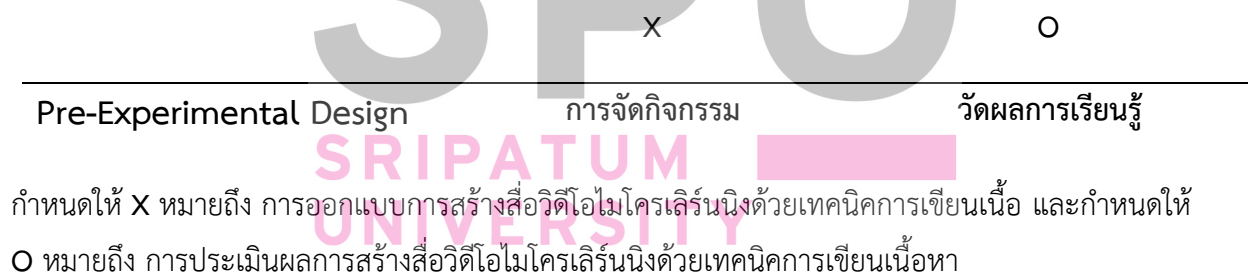 SPU
X O
Pre-Experimental Design การจัดกิจกรรม วัดผลการเรียนรู้
SRIPATUM
กำหนดให้ X หมายถึง การออกแบบการสร้างสื่อวิดีโอไมโครเลิร์นนิงด้วยเทคนิคการเขียนเนื้อ และกำหนดให้
UNIVERSITY
O หมายถึง การประเมินผลการสร้างสื่อวิดีโอไมโครเลิร์นนิงด้วยเทคนิคการเขียนเนื้อหา